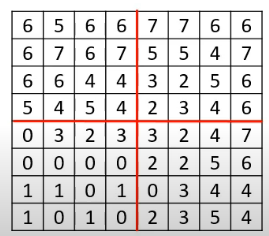 6 5 6 6 7 7 6 6
6 7 6 7 5 5 4 7
6 6 4 4 3 2 5 6
5 4 5 4 2 3 4 6
0 3 2 3 3 2 4 7
0 0 0 0 2 2 5 6
1 1 0 1 0 3 4 4
1 0 1 0 2 3 5 4